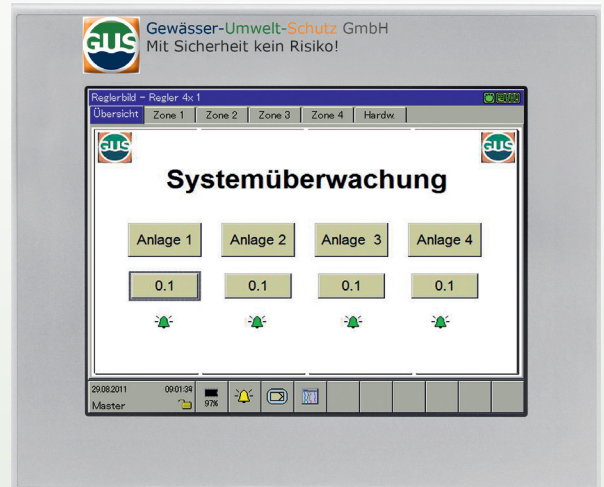 GUS
Gewässer-Umwelt-Schutz GmbH
Mit Sicherheit kein Risiko!
Reglerbild - Regler 4x1
Übersicht Zone 1 Zone 2 Zone 3 Zone 4 Hardw.
GUS GUS
Systemüberwachung
Anlage 1 Anlage 2 Anlage 3 Anlage 4
0.1 0.1 0.1 0.1
29.08.2011 09:01:34
97%
Master